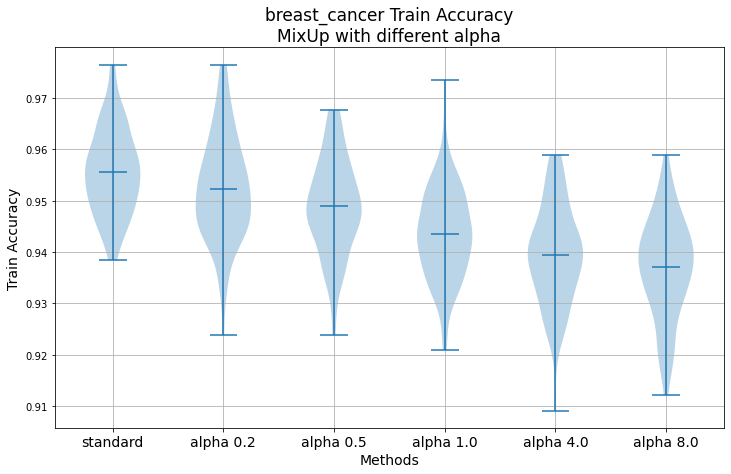 breast_cancer Train Accuracy
MixUp with different alpha
Train Accuracy
0.97
0.96
0.95
0.94
0.93
0.92
0.91
standard alpha 0.2 alpha 0.5 alpha 1.0 alpha 4.0 alpha 8.0
Methods